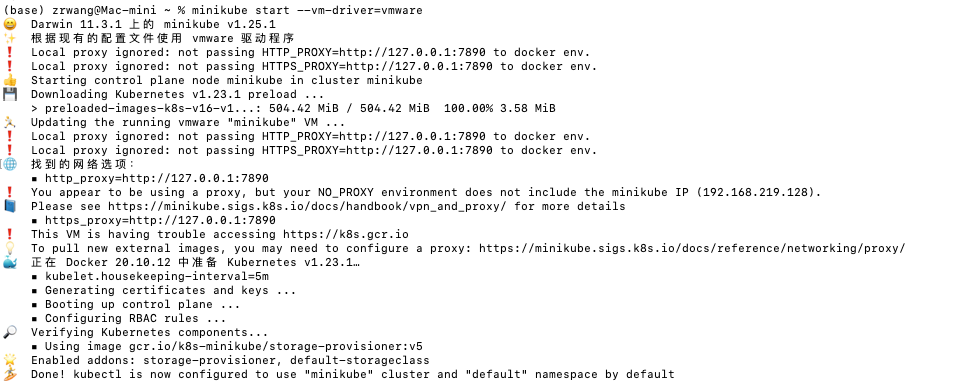 (base) zrwang@Mac-mini ~ % minikube start --vm-driver=vmware
😄 Darwin 11.3.1 上的 minikube v1.25.1
✨ 根据现有的配置文件使用 vmware 驱动程序
❗ Local proxy ignored: not passing HTTP_PROXY=http://127.0.0.1:7890 to docker env.
❗ Local proxy ignored: not passing HTTPS_PROXY=http://127.0.0.1:7890 to docker env.
👍 Starting control plane node minikube in cluster minikube
💾 Downloading Kubernetes v1.23.1 preload ...
> preloaded-images-k8s-v16-v1...: 504.42 MiB / 504.42 MiB 100.00% 3.58 MiB
🏃 Updating the running vmware "minikube" VM ...
❗ Local proxy ignored: not passing HTTP_PROXY=http://127.0.0.1:7890 to docker env.
❗ Local proxy ignored: not passing HTTPS_PROXY=http://127.0.0.1:7890 to docker env.
🌐 找到的网络选项：
▪ http_proxy=http://127.0.0.1:7890
❗ You appear to be using a proxy, but your NO_PROXY environment does not include the minikube IP (192.168.219.128).
📘 Please see https://minikube.sigs.k8s.io/docs/handbook/vpn_and_proxy/ for more details
▪ https_proxy=http://127.0.0.1:7890
❗ This VM is having trouble accessing https://k8s.gcr.io
💡 To pull new external images, you may need to configure a proxy: https://minikube.sigs.k8s.io/docs/reference/networking/proxy/
🐳 正在 Docker 20.10.12 中准备 Kubernetes v1.23.1…
▪ kubelet.housekeeping-interval=5m
▪ Generating certificates and keys ...
▪ Booting up control plane ...
▪ Configuring RBAC rules ...
🔎 Verifying Kubernetes components...
▪ Using image gcr.io/k8s-minikube/storage-provisioner:v5
🌟 Enabled addons: storage-provisioner, default-storageclass
🏄 Done! kubectl is now configured to use "minikube" cluster and "default" namespace by default